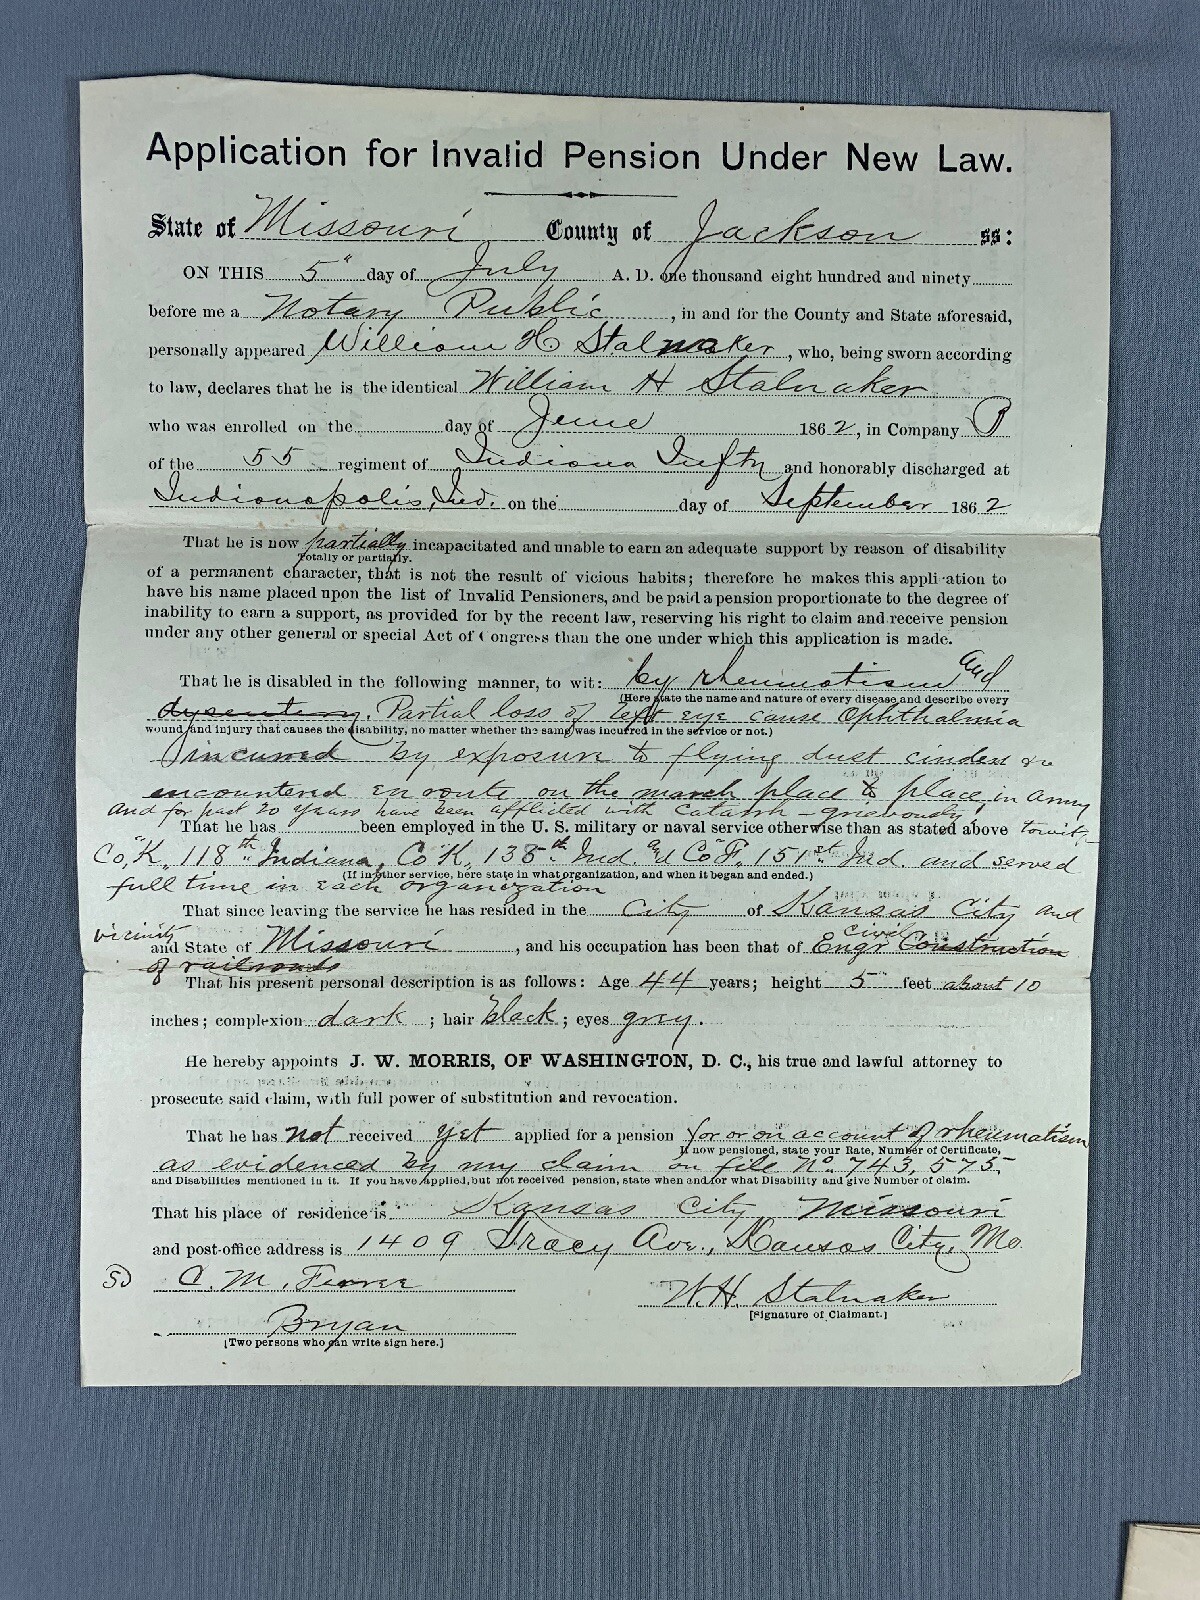 Application for Invalid Pension Under New Law.
State of Missouri County of Jackson ss:
ON THIS 5" day of July A. D. one thousand eight hundred and ninety
before me a Notary Public, in and for the County and State aforesaid,
personally appeared William H Stalnaker, who, being sworn according
to law, declares that he is the identical William H Stalnaker
who was enrolled on the day of June 1862, in Company
of the 55 regiment of Indiana Infty and honorably discharged at
Indianapolis, Ind. on the day of September 1862
That he is now partially incapacitated and unable to earn an adequate support by reason of disability
Totally or partially.
of a permanent character, that is not the result of vicious habits; therefore he makes this application to
have his name placed upon the list of Invalid Pensioners, and be paid a pension proportionate to the degree of
inability to earn a support, as provided for by the recent law, reserving his right to claim and receive pension
under any other general or special Act of Congress than the one under which this application is made.
That he is disabled in the following manner, to wit: by rheumatism and
(Here state the name and nature of every disease and describe every
dysentery. Partial loss of left eye cause Ophthalmia
wound and injury that causes the disability, no matter whether the same was incurred in the service or not.)
incurred by exposure to flying dust cinders &c
encountered en route on the march place to place in army
and for past 20 years have been afflicted with Catarrh - grievously
That he has been employed in the U. S. military or naval service otherwise than as stated above towit
Co "K" 118th Indiana, Co "K, 135th Ind. and Co "F, 151st Ind. and served
(If in other service, here state in what organization, and when it began and ended.)
full time in each organization
That since leaving the service he has resided in the City of Kansas City and
vicinity
and State of Missouri, and his occupation has been that of Civil Engr Construction
of railroads
That his present personal description is as follows: Age 44 years; height 5 feet about 10
inches; complexion dark; hair black; eyes grey.
He hereby appoints J. W. MORRIS, OF WASHINGTON, D. C., his true and lawful attorney to
prosecute said claim, with full power of substitution and revocation.
That he has not received yet applied for a pension for or on account of rheumatism
If now pensioned, state your Rate, Number of Certificate,
as evidenced by my claim on file No. 743,575
and Disabilities mentioned in it. If you have applied, but not received pension, state when and for what Disability and give Number of claim.
That his place of residence is Kansas City Missouri
and post-office address is 1409 Tracy Ave., Kansas City, Mo.
C. M.
W. H. Stalnaker
[Signature of Claimant.]
Bryan
[Two persons who can write sign here.]